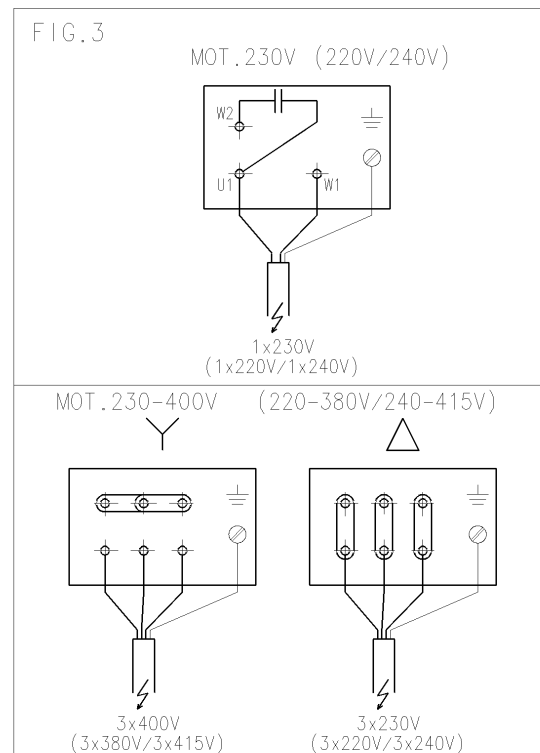 FIG.3
MOT.230V (220V/240V)
W2
U1
W1
1x230V
(1x220V/1x240V)
MOT.230-400V (220-380V/240-415V)
3x400V
(3x380V/3x415V)
3x230V
(3x220V/3x240V)